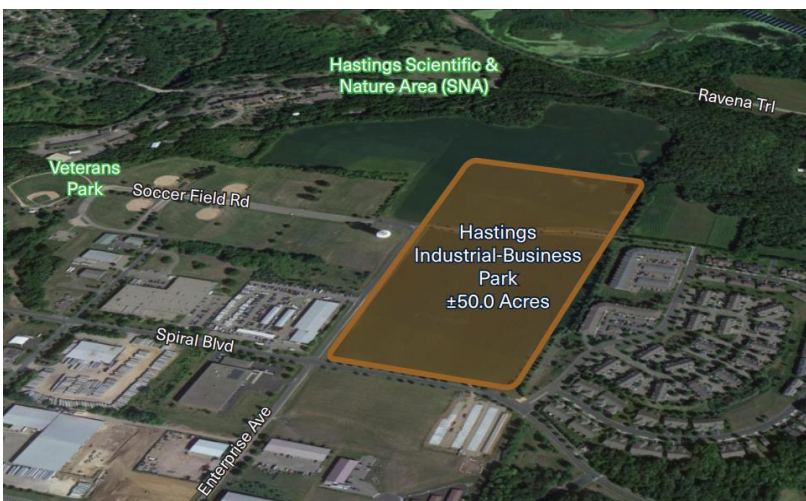 Hastings Scientific &
Nature Area (SNA)
Ravena Trl
Veterans
Park
Soccer Field Rd
Hastings
Industrial-Business
Park
±50.0 Acres
Spiral Blvd
Enterprise Ave